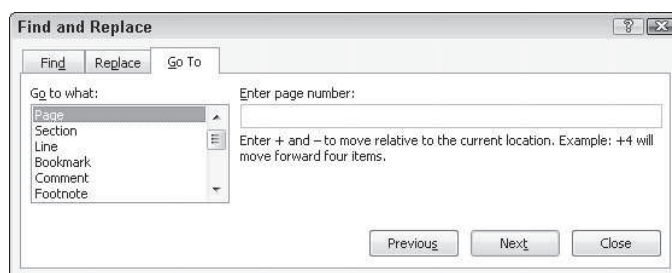 Find and Replace
Find Replace Go To
Go to what:
Page
Section
Line
Bookmark
Comment
Footnote
Enter page number:
Enter + and – to move relative to the current location. Example: +4 will
move forward four items.
Previous Next Close